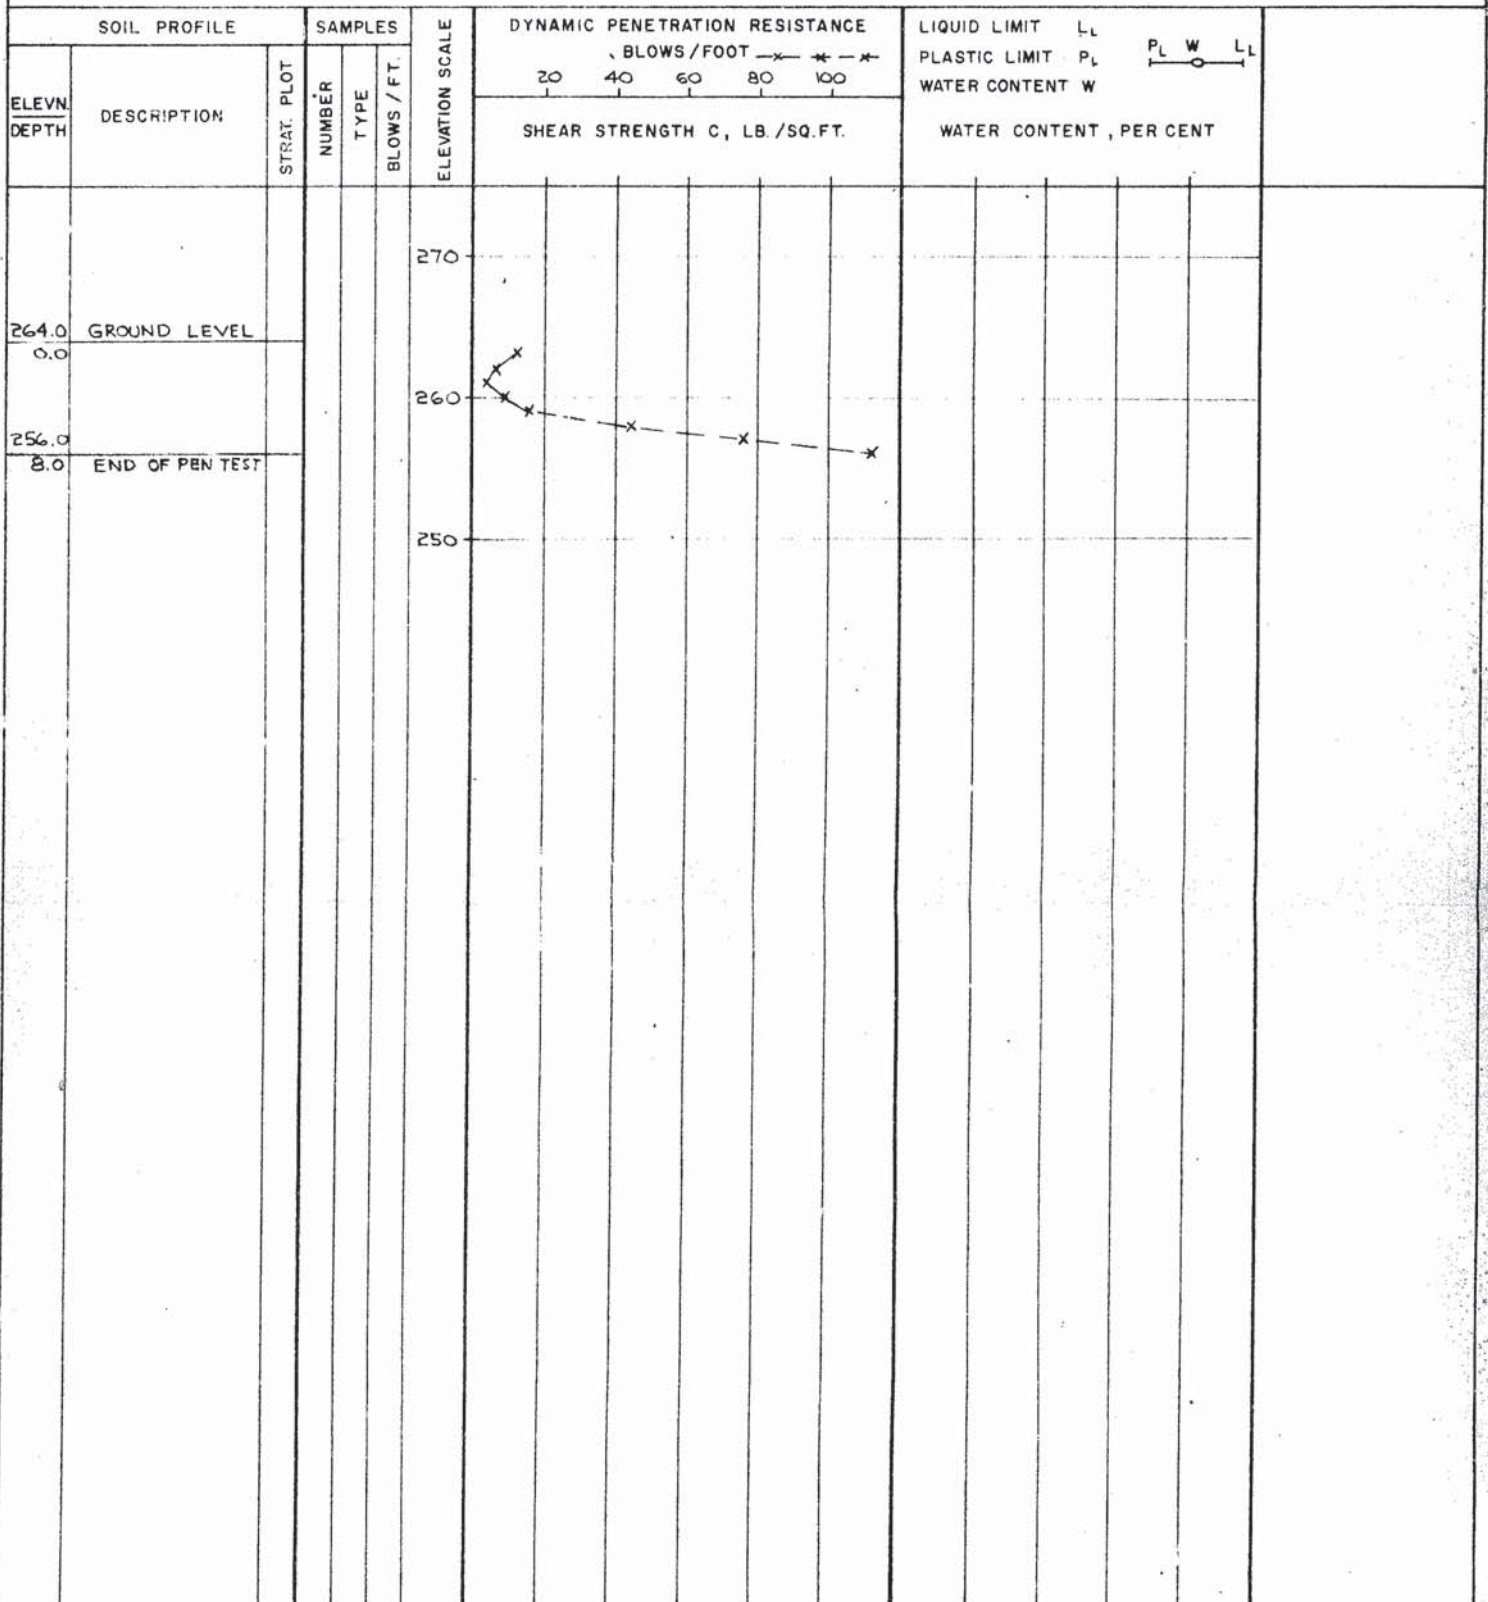 SOIL PROFILE
ELEVN.
DEPTH
DESCRIPTION
STRAT. PLOT
SAMPLES
NUMBER
TYPE
BLOWS / FT.
ELEVATION SCALE
DYNAMIC PENETRATION RESISTANCE
BLOWS / FOOT
20 40 60 80 100
SHEAR STRENGTH C, LB./SQ.FT.
LIQUID LIMIT LL
PLASTIC LIMIT PL
WATER CONTENT W
PL W LL
WATER CONTENT, PER CENT
270
264.0 GROUND LEVEL
0.0
260
256.0
8.0 END OF PEN TEST
250